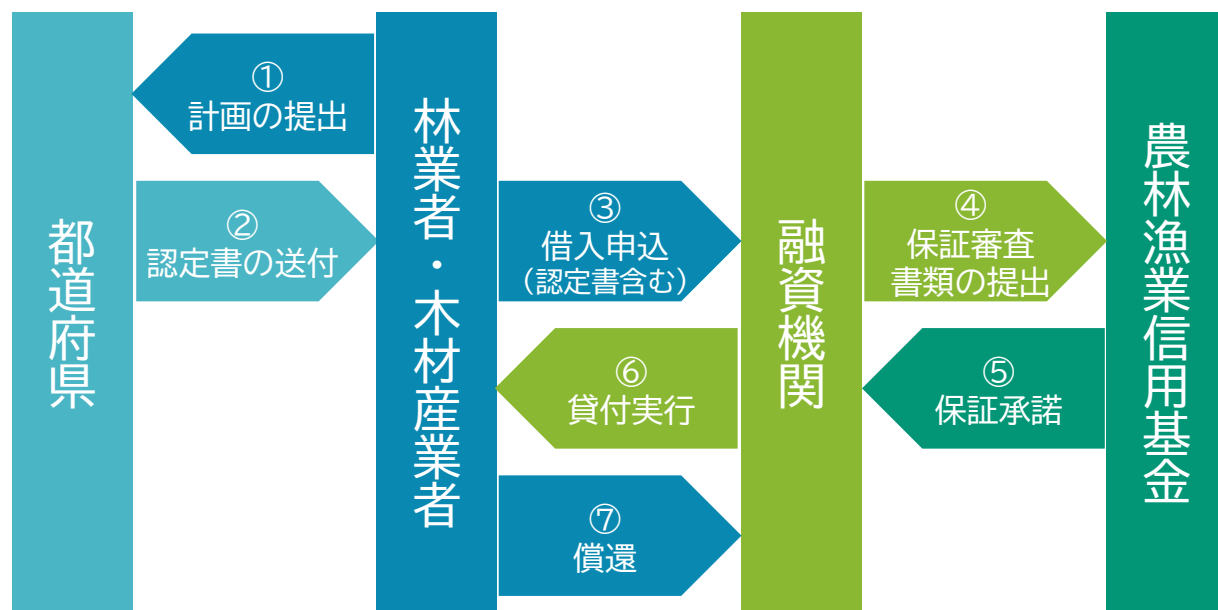 都道府県
①
計画の提出
②
認定書の送付
林業者・木材産業者
③
借入申込
（認定書含む）
⑥
貸付実行
⑦
償還
融資機関
④
保証審査
書類の提出
⑤
保証承諾
農林漁業信用基金